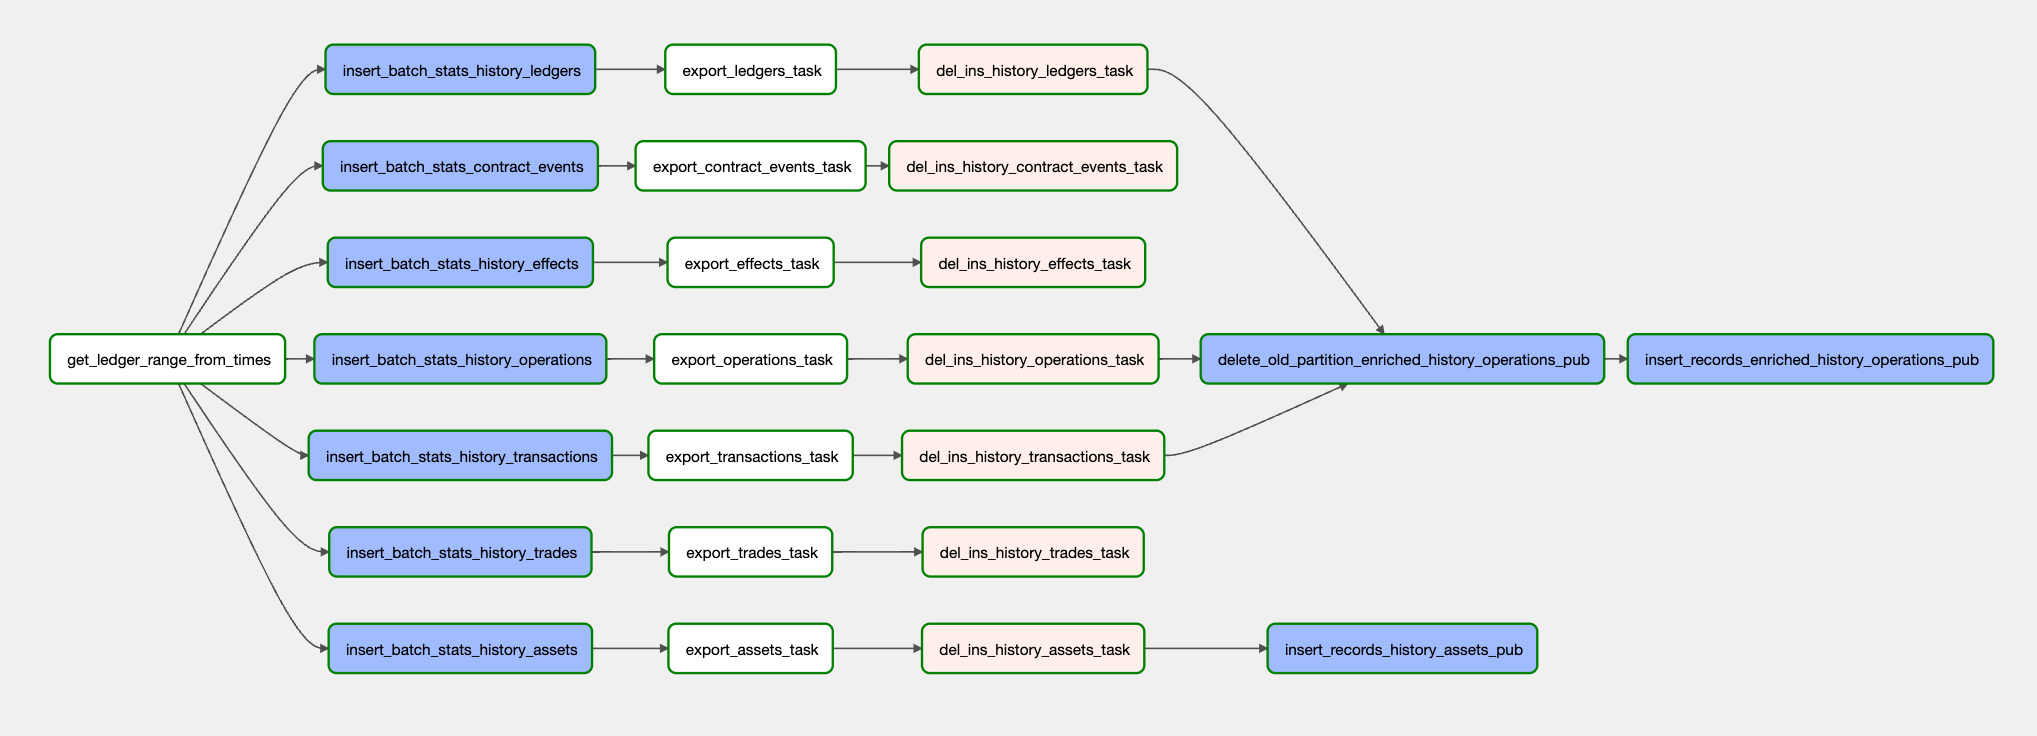 insert_batch_stats_history_ledgers
export_ledgers_task
del_ins_history_ledgers_task
insert_batch_stats_contract_events
export_contract_events_task
del_ins_history_contract_events_task
insert_batch_stats_history_effects
export_effects_task
del_ins_history_effects_task
get_ledger_range_from_times
insert_batch_stats_history_operations
export_operations_task
del_ins_history_operations_task
delete_old_partition_enriched_history_operations_pub
insert_records_enriched_history_operations_pub
insert_batch_stats_history_transactions
export_transactions_task
del_ins_history_transactions_task
insert_batch_stats_history_trades
export_trades_task
del_ins_history_trades_task
insert_batch_stats_history_assets
export_assets_task
del_ins_history_assets_task
insert_records_history_assets_pub